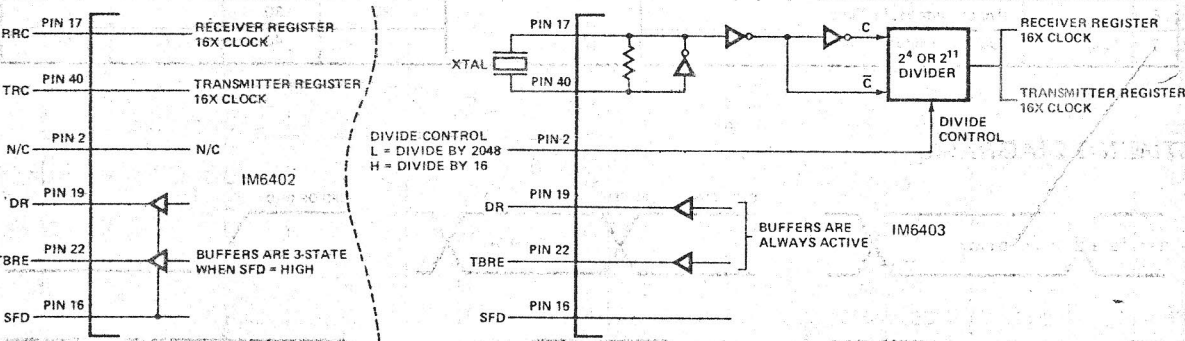 RRC PIN 17 RECEIVER REGISTER
16X CLOCK
TRC PIN 40 TRANSMITTER REGISTER
16X CLOCK
N/C PIN 2 N/C
IM6402
DR PIN 19
TBRE PIN 22 BUFFERS ARE 3-STATE
WHEN SFD = HIGH
SFD PIN 16
PIN 17
XTAL
PIN 40
C
C̅
2⁴ OR 2¹¹
DIVIDER
RECEIVER REGISTER
16X CLOCK
TRANSMITTER REGISTER
16X CLOCK
DIVIDE
CONTROL
DIVIDE CONTROL
L = DIVIDE BY 2048
H = DIVIDE BY 16
PIN 2
DR PIN 19
TBRE PIN 22
BUFFERS ARE
ALWAYS ACTIVE
IM6403
SFD PIN 16